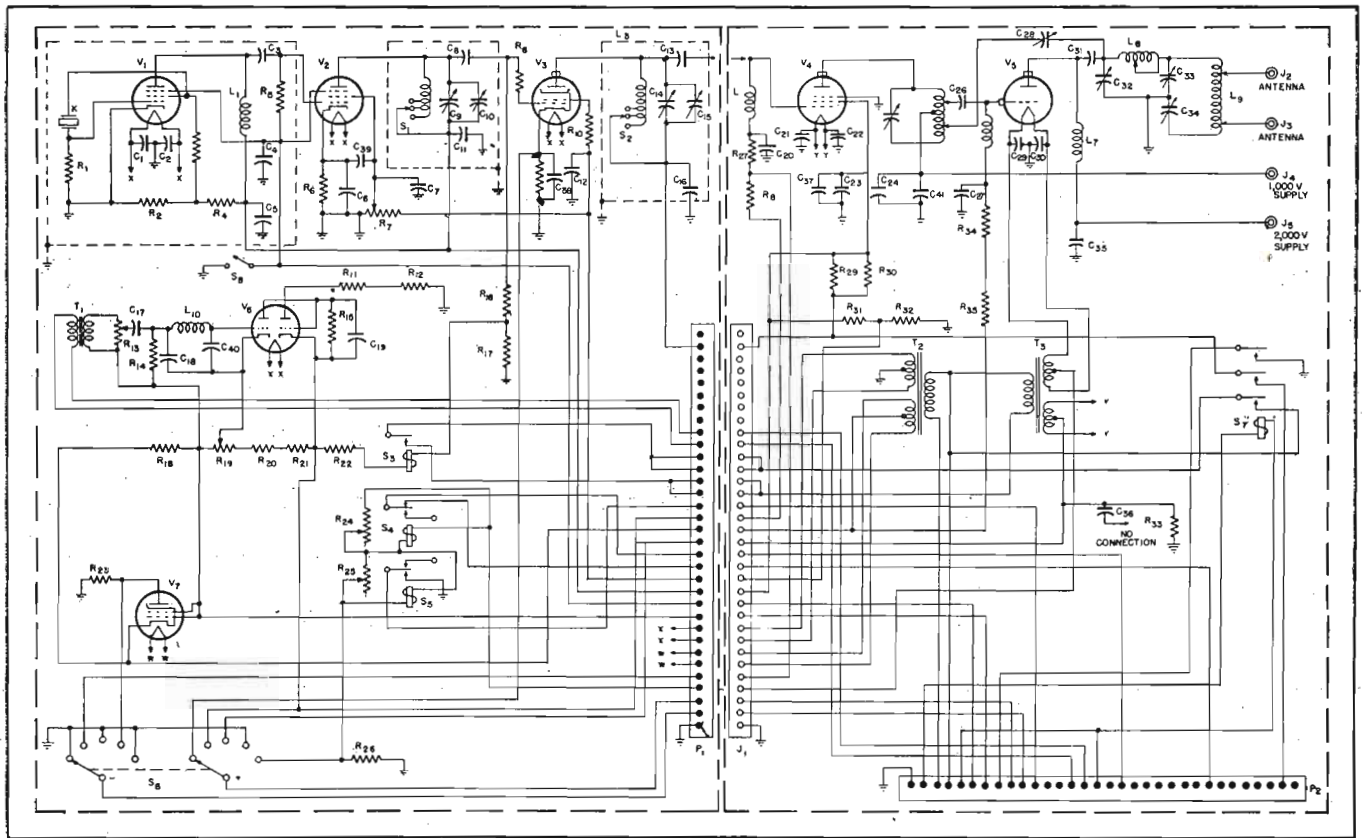 V1
C3
R5
L1
X
R1
C1
C2
X
X
R2
R4
C4
C5
V2
X
X
R6
C39
C6
R7
C7
C8
S1
C9
C10
C11
R8
V3
X
X
R10
C38
C12
L3
C13
S2
C14
C15
C16
L
R27
C20
R8
V4
C21
C22
Y Y
C37
C23
C24
C41
C26
C27
C28
V5
C29
C30
C31
L7
C32
L8
C33
C34
L9
J2
ANTENNA
J3
ANTENNA
J4
1,000 V
SUPPLY
J5
2,000 V
SUPPLY
C35
R34
R35
S8
T1
C17
L10
R13
R14
C18
C40
V6
X X
R11
R12
R15
C19
R16
R17
R29
R30
R31
R32
T2
T3
Y
Y
S7
R18
R19
R20
R21
R22
S3
R24
S4
R25
S5
C36
NO
CONNECTION
R33
R23
V7
W W
X
X
W
W
P1
J1
S6
-
+
R26
P2